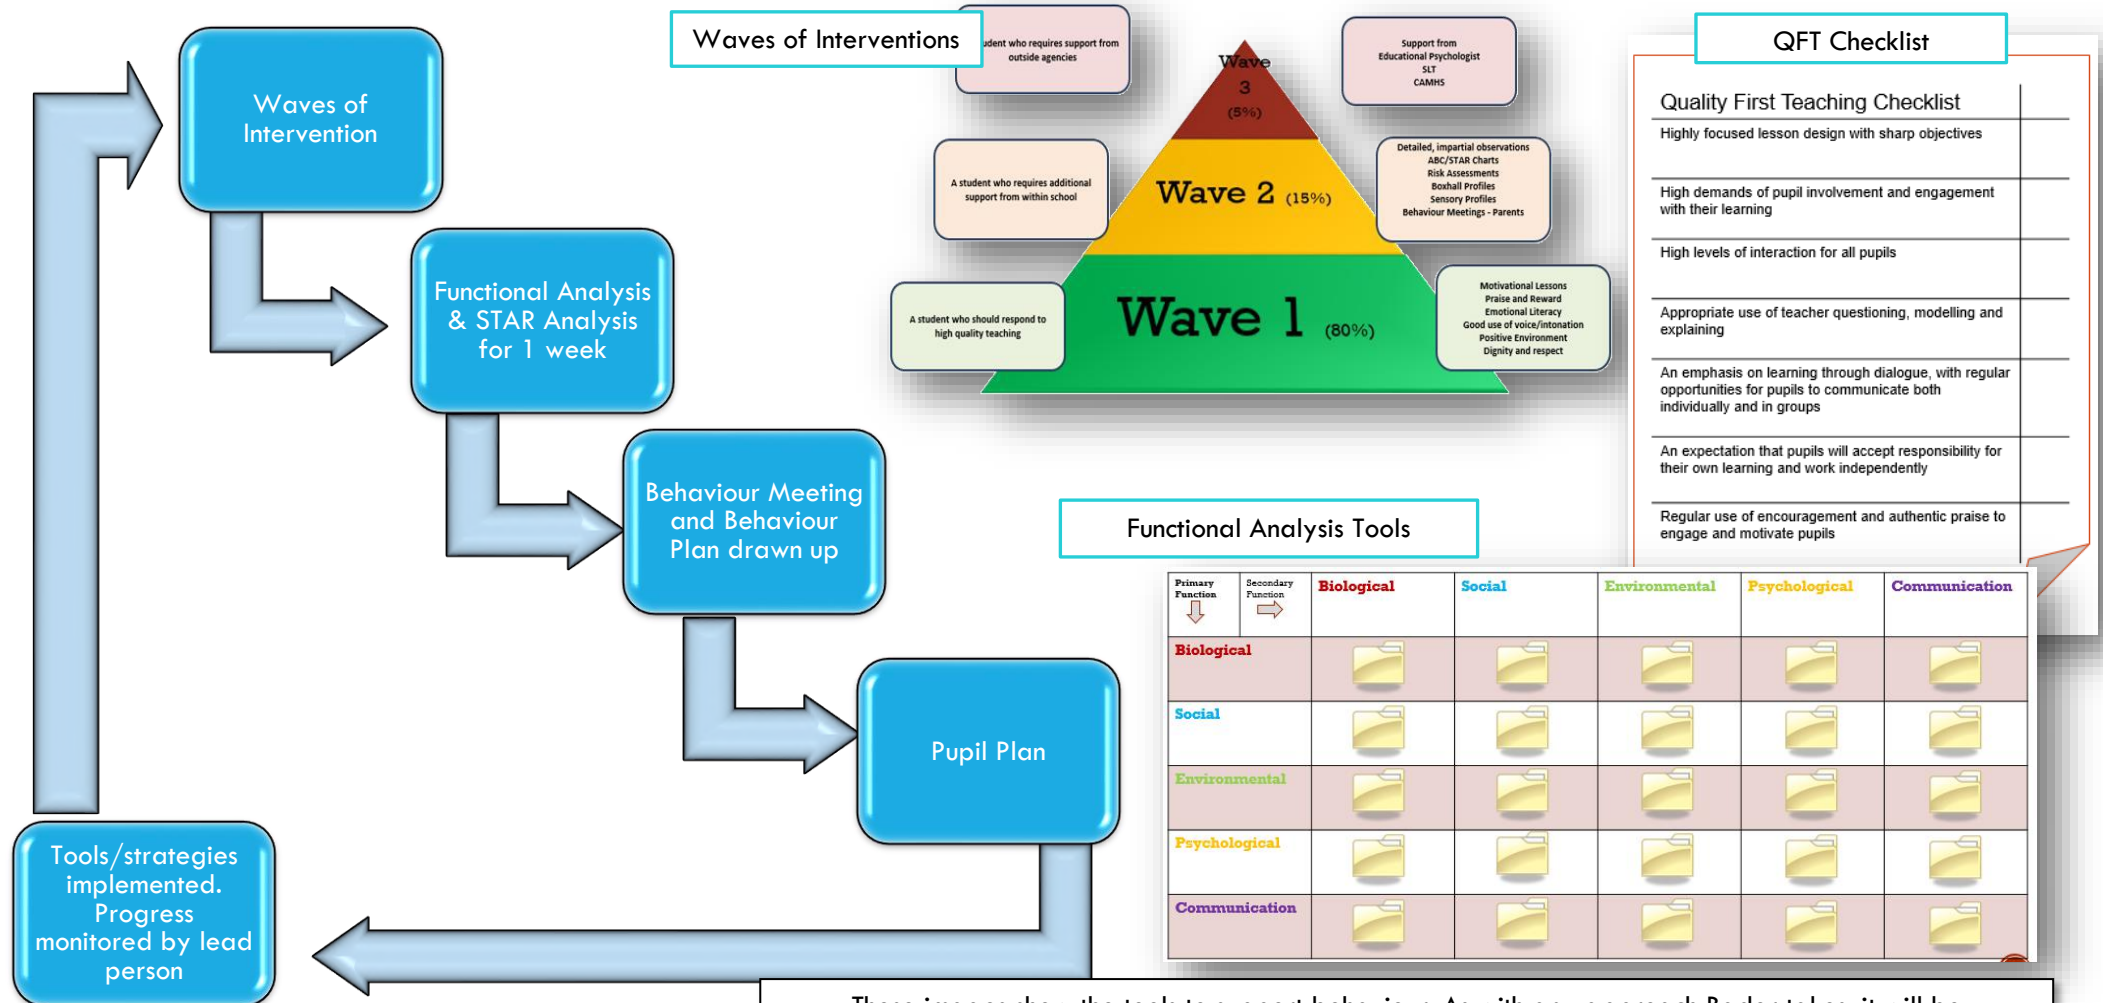 Waves of
Intervention
Functional Analysis
& STAR Analysis
for 1 week
Behaviour Meeting
and Behaviour
Plan drawn up
Pupil Plan
Tools/strategies
implemented.
Progress
monitored by lead
person
Waves of Interventions
udent who requires support from
outside agencies
Wave
3
(5%)
Support from
Educational Psychologist
SLT
CAMHS
A student who requires additional
support from within school
Wave 2 (15%)
Detailed, impartial observations
ABC/STAR Charts
Risk Assessments
Boxhall Profiles
Sensory Profiles
Behaviour Meetings - Parents
A student who should respond to
high quality teaching
Wave 1 (80%)
Motivational Lessons
Praise and Reward
Emotional Literacy
Good use of voice/intonation
Positive Environment
Dignity and respect
QFT Checklist
Quality First Teaching Checklist
Highly focused lesson design with sharp objectives
High demands of pupil involvement and engagement
with their learning
High levels of interaction for all pupils
Appropriate use of teacher questioning, modelling and
explaining
An emphasis on learning through dialogue, with regular
opportunities for pupils to communicate both
individually and in groups
An expectation that pupils will accept responsibility for
their own learning and work independently
Regular use of encouragement and authentic praise to
engage and motivate pupils
Functional Analysis Tools
Primary
Function
Secondary
Function
Biological
Social
Environmental
Psychological
Communication
Biological
Social
Environmental
Psychological
Communication